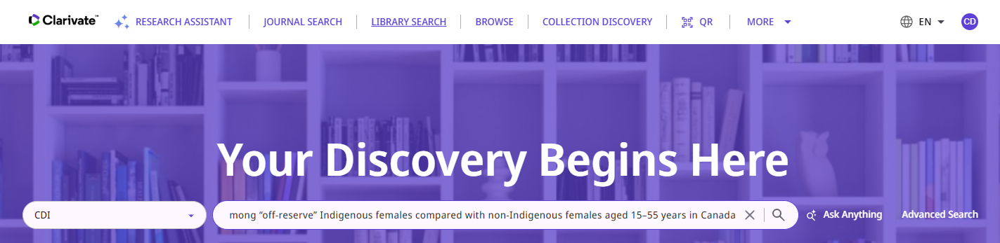 Clarivate™ RESEARCH ASSISTANT JOURNAL SEARCH LIBRARY SEARCH BROWSE COLLECTION DISCOVERY QR MORE EN CD
Your Discovery Begins Here
CDI mong “off-reserve” Indigenous females compared with non-Indigenous females aged 15–55 years in Canada Ask Anything Advanced Search